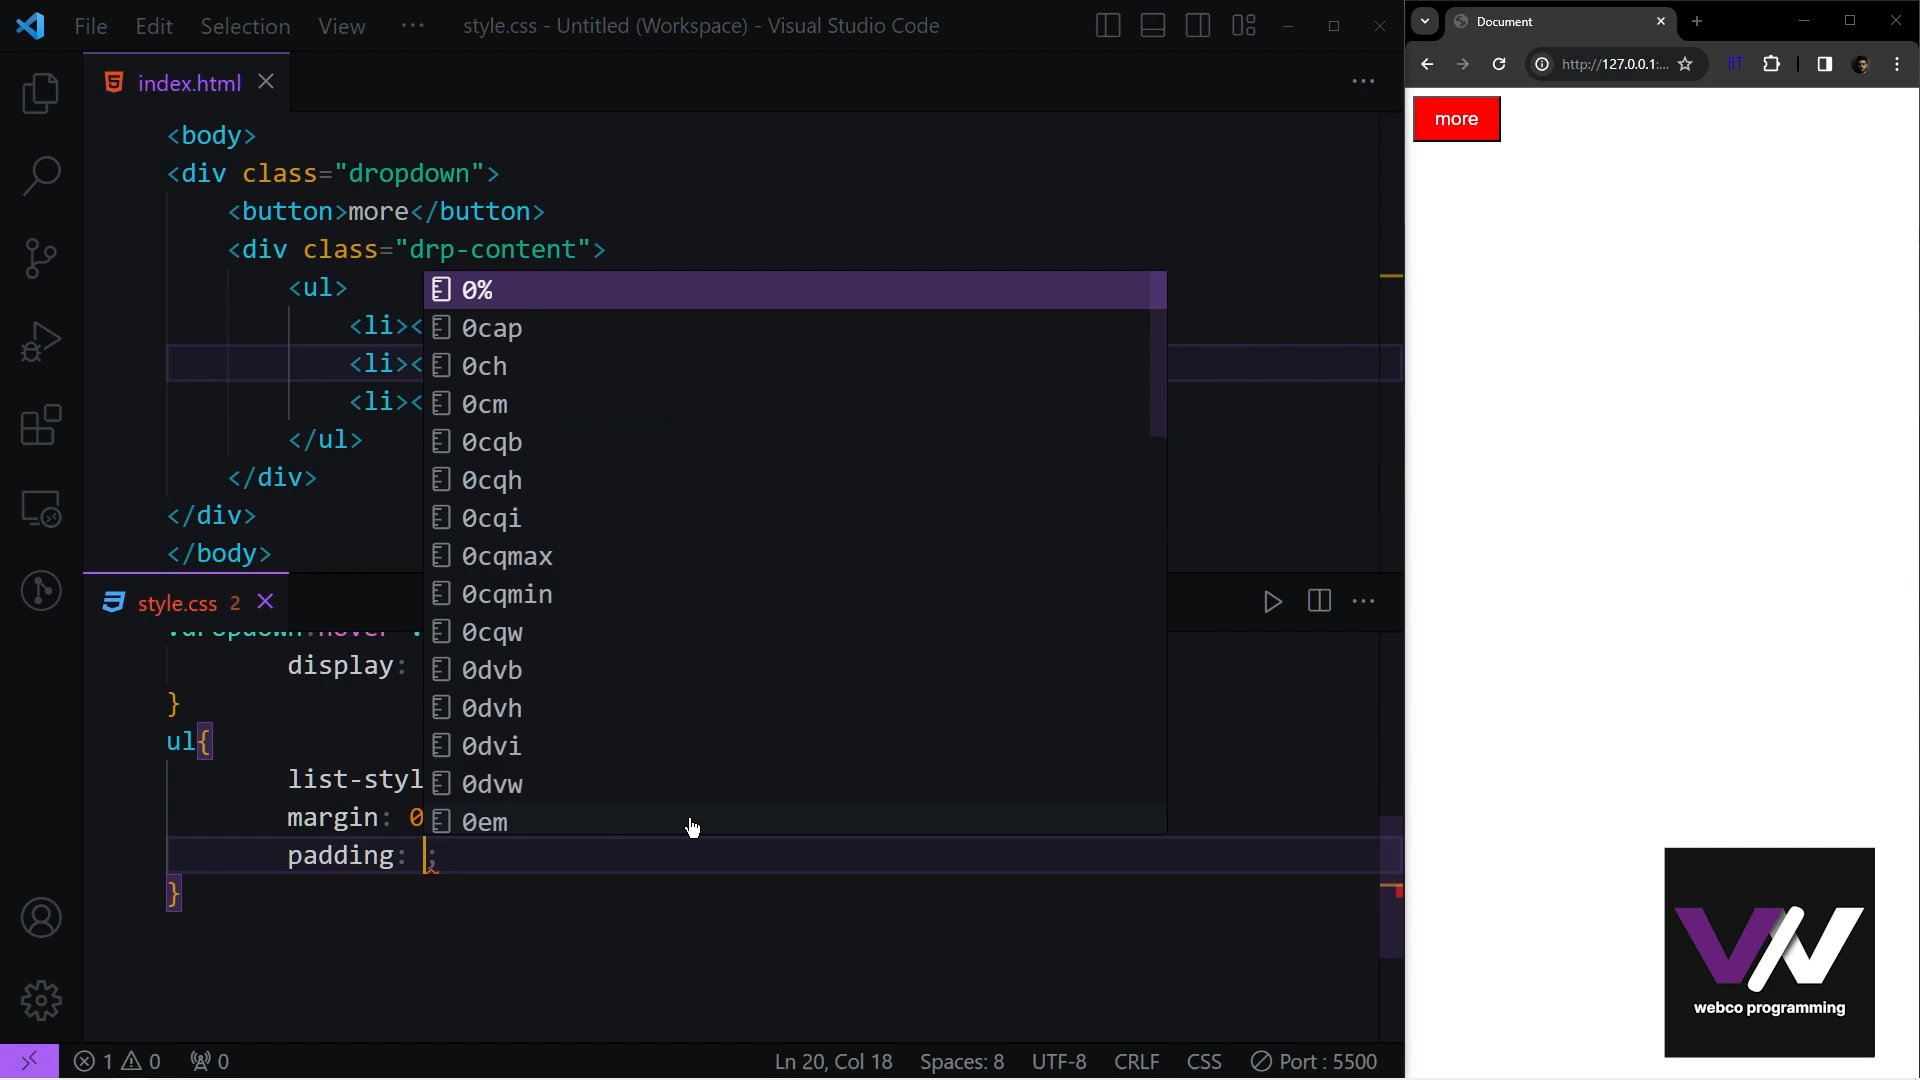 File Edit Selection View ··· style.css - Untitled (Workspace) - Visual Studio Code
Document
http://127.0.0.1:...
index.html
more
<body>
<div class="dropdown">
<button>more</button>
<div class="drp-content">
<ul>
<li><
<li><
<li><
</ul>
</div>
</div>
</body>
0%
0cap
0ch
0cm
0cqb
0cqh
0cqi
0cqmax
0cqmin
0cqw
0dvb
0dvh
0dvi
0dvw
0em
style.css 2
display:
}
ul{
list-styl
margin: 0
padding: ;
}
webco programming
1 0 0 Ln 20, Col 18 Spaces: 8 UTF-8 CRLF CSS Port : 5500